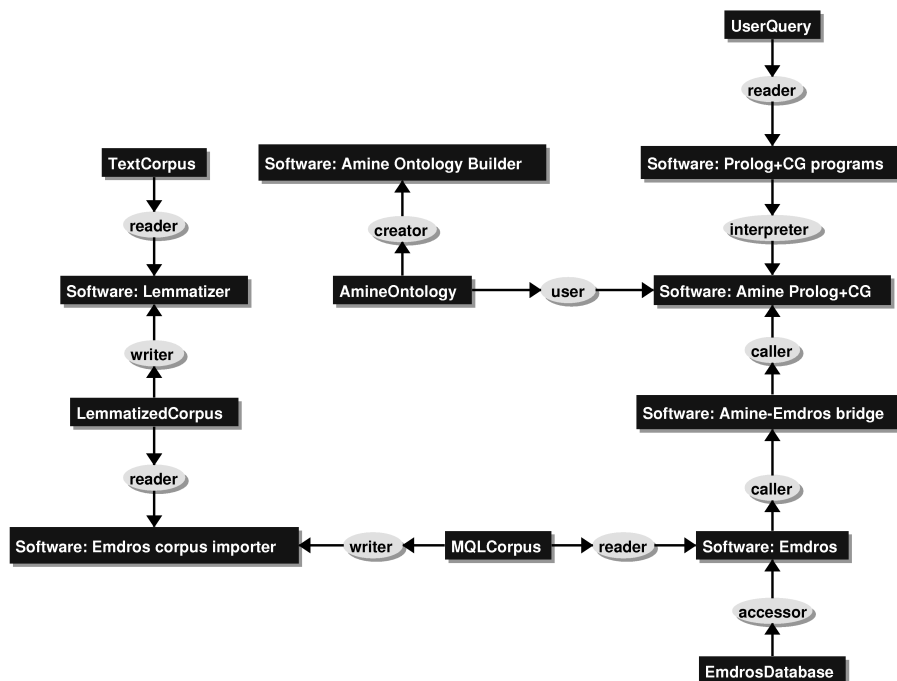 UserQuery
reader
TextCorpus
Software: Amine Ontology Builder
Software: Prolog+CG programs
reader
creator
interpreter
Software: Lemmatizer
AmineOntology
user
Software: Amine Prolog+CG
writer
caller
LemmatizedCorpus
Software: Amine-Emdros bridge
reader
caller
Software: Emdros corpus importer
writer
MQLCorpus
reader
Software: Emdros
accessor
EmdrosDatabase